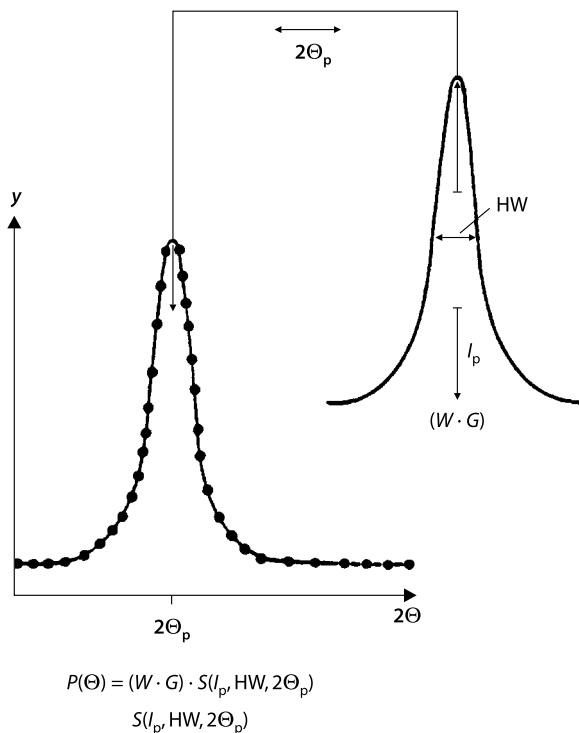 2Θp
y
HW
Ip
(W · G)
2Θp
2Θ
P(Θ) = (W · G) · S(Ip, HW, 2Θp)
S(Ip, HW, 2Θp)